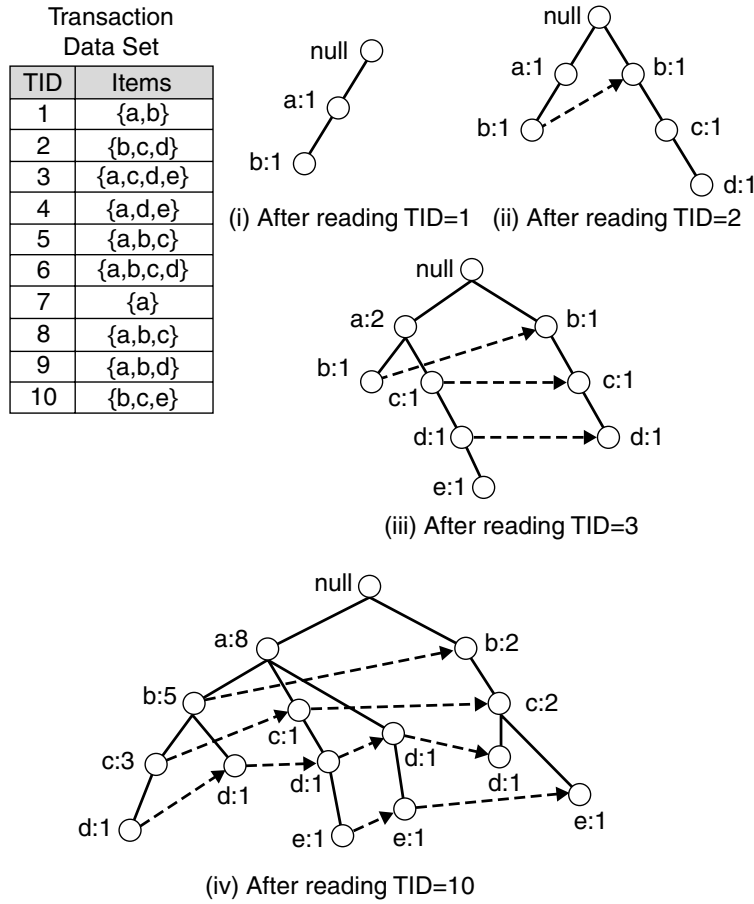 Transaction
Data Set
TID Items
1 {a,b}
2 {b,c,d}
3 {a,c,d,e}
4 {a,d,e}
5 {a,b,c}
6 {a,b,c,d}
7 {a}
8 {a,b,c}
9 {a,b,d}
10 {b,c,e}
null
a:1
b:1
(i) After reading TID=1
null
a:1 b:1
b:1 c:1
d:1
(ii) After reading TID=2
null
a:2 b:1
b:1 c:1 c:1
d:1 d:1
e:1
(iii) After reading TID=3
null
a:8 b:2
b:5 c:1 c:2
c:3 d:1 d:1 d:1 d:1
d:1 e:1 e:1 e:1
(iv) After reading TID=10